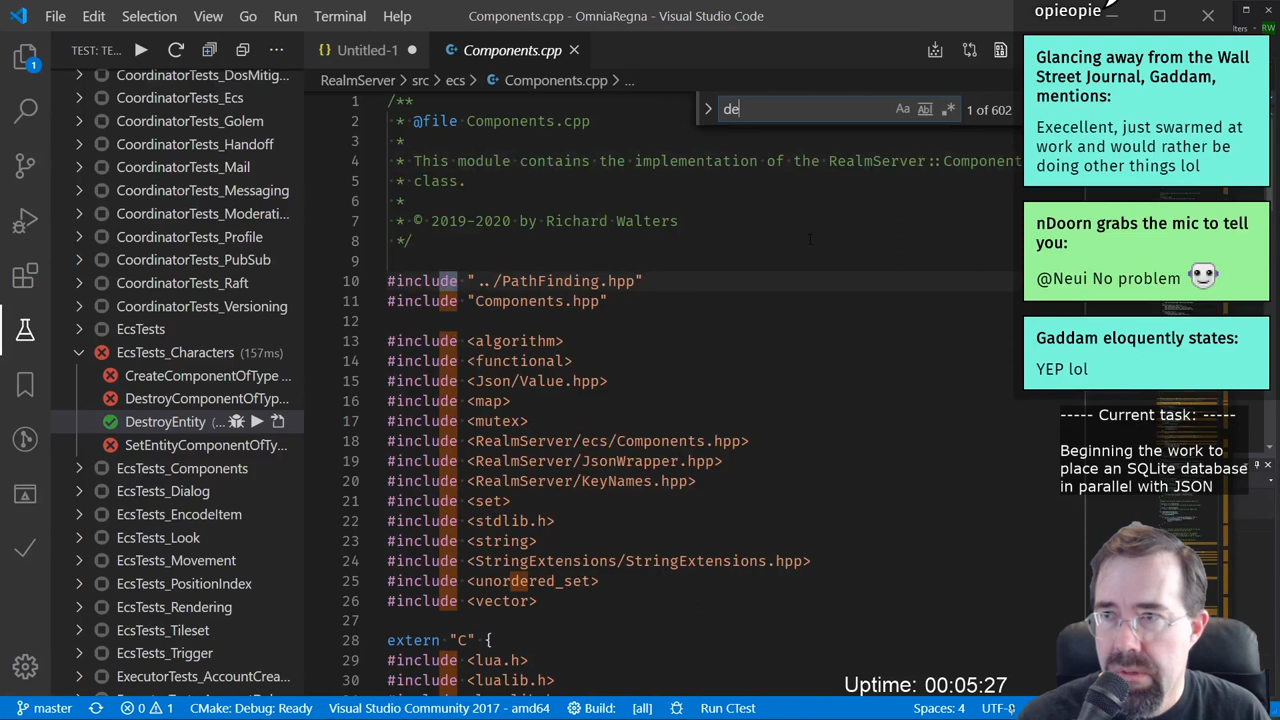 File Edit Selection View Go Run Terminal Help
Components.cpp - OmniaRegna - Visual Studio Code
opieopie
TEST: TE...
Untitled-1
Components.cpp
RealmServer > src > ecs > Components.cpp > ...
de
Aa
1 of 602
CoordinatorTests_DosMitig...
CoordinatorTests_Ecs
CoordinatorTests_Golem
CoordinatorTests_Handoff
CoordinatorTests_Mail
CoordinatorTests_Messaging
CoordinatorTests_Moderati...
CoordinatorTests_Profile
CoordinatorTests_PubSub
CoordinatorTests_Raft
CoordinatorTests_Versioning
EcsTests
EcsTests_Characters (157ms)
CreateComponentOfType ...
DestroyComponentOfTyp...
DestroyEntity (...
SetEntityComponentOfTy...
EcsTests_Components
EcsTests_Dialog
EcsTests_EncodeItem
EcsTests_Look
EcsTests_Movement
EcsTests_PositionIndex
EcsTests_Rendering
EcsTests_Tileset
EcsTests_Trigger
ExecutorTests_AccountCrea...
1 /**
2 * @file Components.cpp
3 *
4 * This module contains the implementation of the RealmServer::Component
5 * class.
6 *
7 * © 2019-2020 by Richard Walters
8 */
9
10 #include "../PathFinding.hpp"
11 #include "Components.hpp"
12
13 #include <algorithm>
14 #include <functional>
15 #include <Json/Value.hpp>
16 #include <map>
17 #include <mutex>
18 #include <RealmServer/ecs/Components.hpp>
19 #include <RealmServer/JsonWrapper.hpp>
20 #include <RealmServer/KeyNames.hpp>
21 #include <set>
22 #include <stdlib.h>
23 #include <string>
24 #include <StringExtensions/StringExtensions.hpp>
25 #include <unordered_set>
26 #include <vector>
27
28 extern "C" {
29 #include <lua.h>
30 #include <lualib.h>
Glancing away from the Wall
Street Journal, Gaddam,
mentions:
Execellent, just swarmed at
work and would rather be
doing other things lol
nDoorn grabs the mic to tell
you:
@Neui No problem
Gaddam eloquently states:
YEP lol
----- Current task: -----
Beginning the work to
place an SQLite database
in parallel with JSON
Uptime: 00:05:27
master 0 1 CMake: Debug: Ready Visual Studio Community 2017 - amd64 Build: [all] Run CTest Spaces: 4 UTF-8